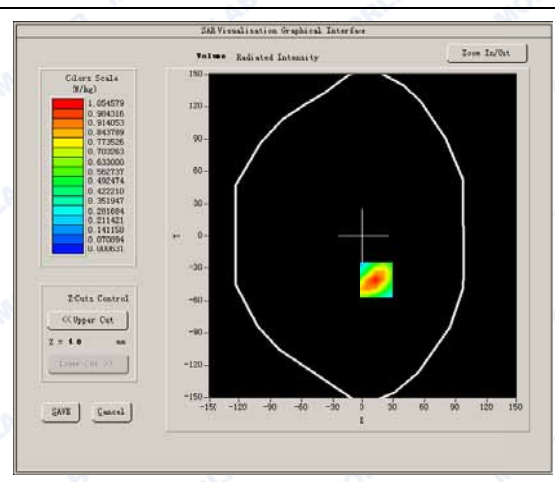 SAR Visualisation Graphical Interface
Volume Radiated Intensity
Zoom In/Out
Colors Scale
(W/kg)
1.054579
0.984316
0.914053
0.843789
0.773526
0.703263
0.633000
0.562737
0.492474
0.422210
0.351947
0.281684
0.211421
0.141158
0.070894
0.000631
Z-Cuts Control
<< Upper Cut
Z = 4.0 mm
Lower Cut >>
SAVE Cancel
150
120
90
60
30
0
-30
-60
-90
-120
-150
Y
-150 -120 -90 -60 -30 0 30 60 90 120 150
X